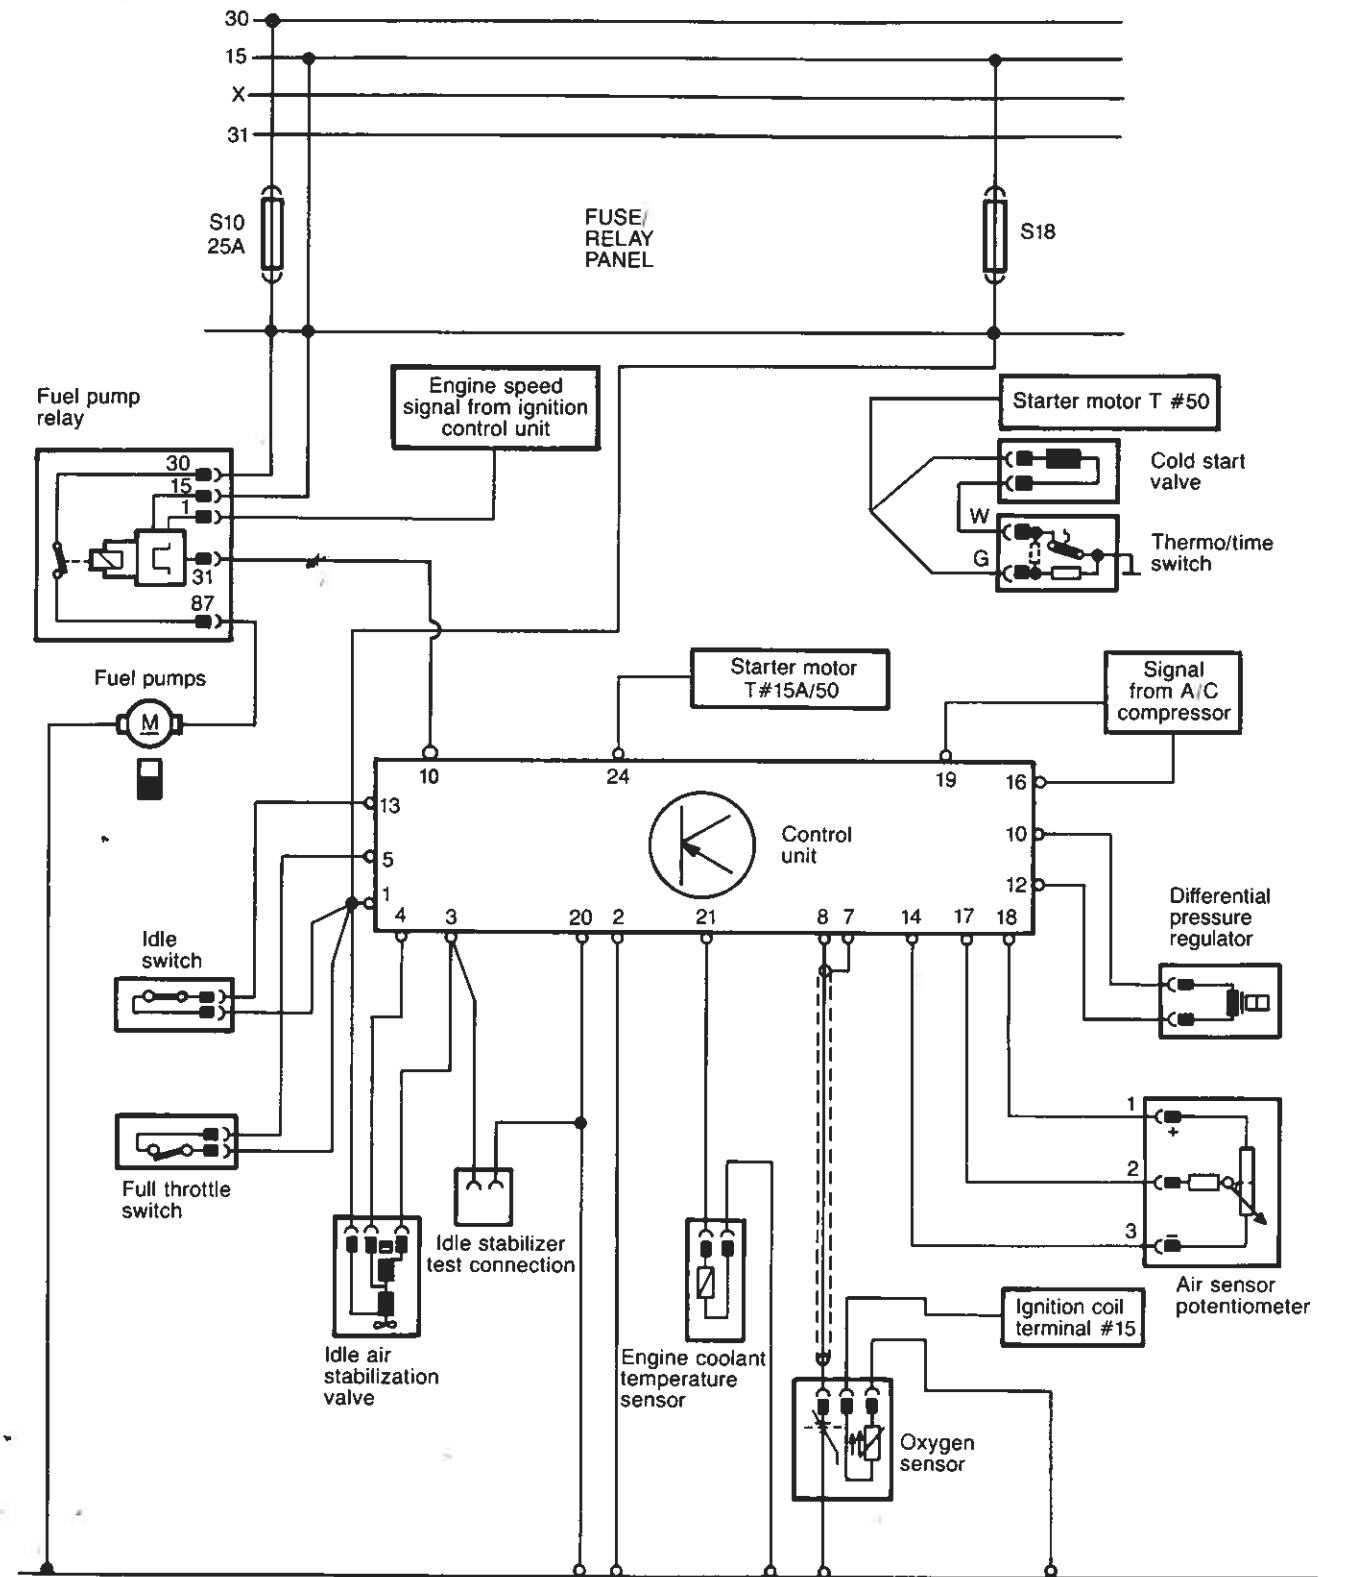 30
15
X
31
S10
25A
FUSE/
RELAY
PANEL
S18
Fuel pump
relay
Engine speed
signal from ignition
control unit
Starter motor T #50
Cold start
valve
W
G
Thermo/time
switch
30
15
1
31
87
Fuel pumps
M
Starter motor
T#15A/50
Signal
from A/C
compressor
10
24
19
16
13
5
1
Control
unit
10
12
4
3
20
2
21
8
7
14
17
18
Differential
pressure
regulator
Idle
switch
Full throttle
switch
1
+
2
3
−
Idle stabilizer
test connection
Air sensor
potentiometer
Ignition coil
terminal #15
Idle air
stabilization
valve
Engine coolant
temperature
sensor
Oxygen
sensor